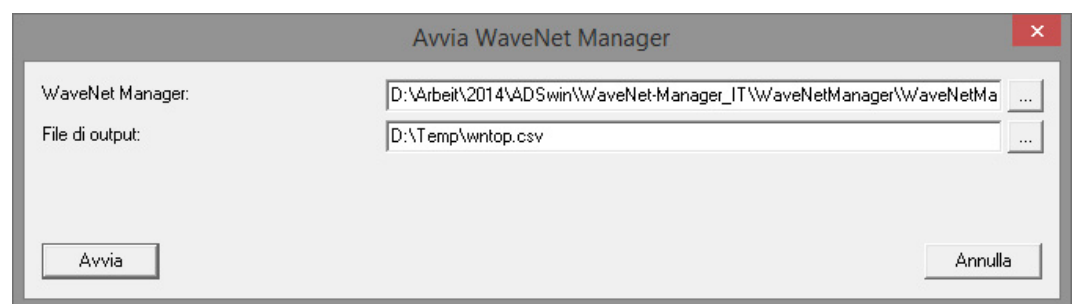 Avvia WaveNet Manager
WaveNet Manager: D:\Arbeit\2014\ADSwin\WaveNet-Manager_IT\WaveNetManager\WaveNetMa ...
File di output: D:\Temp\wntop.csv ...
Avvia Annulla